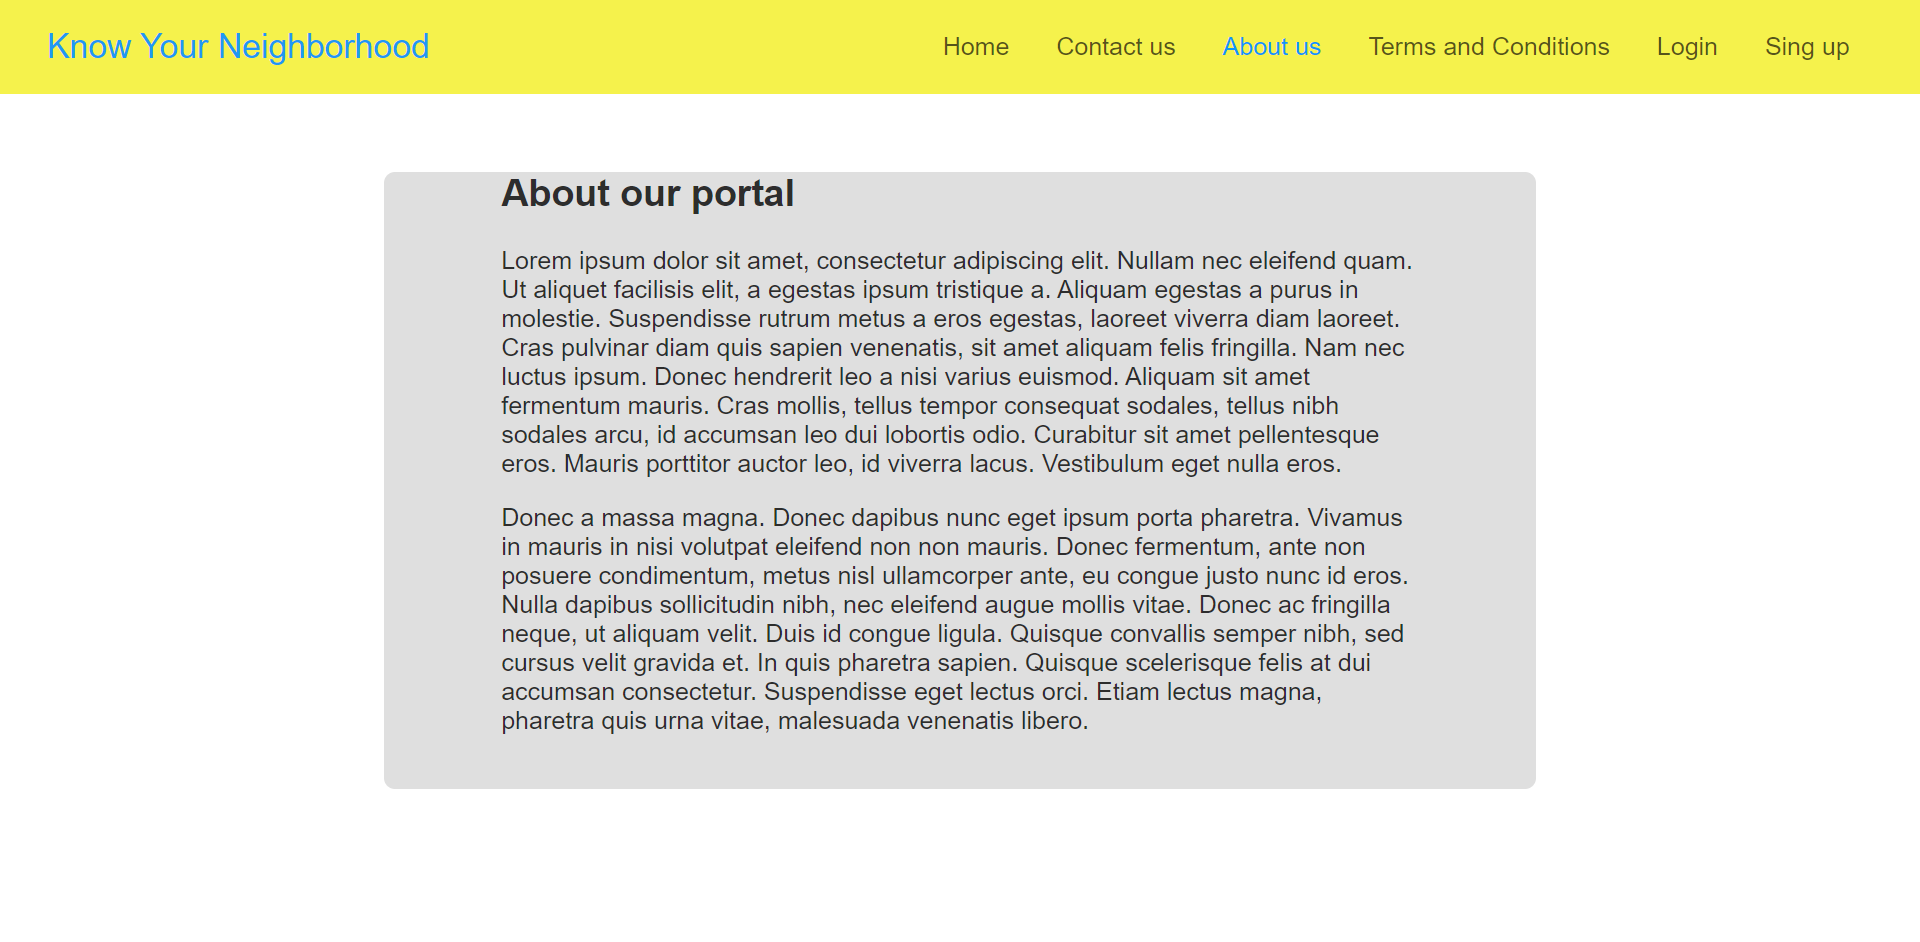 Know Your Neighborhood
Home Contact us About us Terms and Conditions Login Sing up
About our portal
Lorem ipsum dolor sit amet, consectetur adipiscing elit. Nullam nec eleifend quam.
Ut aliquet facilisis elit, a egestas ipsum tristique a. Aliquam egestas a purus in
molestie. Suspendisse rutrum metus a eros egestas, laoreet viverra diam laoreet.
Cras pulvinar diam quis sapien venenatis, sit amet aliquam felis fringilla. Nam nec
luctus ipsum. Donec hendrerit leo a nisi varius euismod. Aliquam sit amet
fermentum mauris. Cras mollis, tellus tempor consequat sodales, tellus nibh
sodales arcu, id accumsan leo dui lobortis odio. Curabitur sit amet pellentesque
eros. Mauris porttitor auctor leo, id viverra lacus. Vestibulum eget nulla eros.
Donec a massa magna. Donec dapibus nunc eget ipsum porta pharetra. Vivamus
in mauris in nisi volutpat eleifend non non mauris. Donec fermentum, ante non
posuere condimentum, metus nisl ullamcorper ante, eu congue justo nunc id eros.
Nulla dapibus sollicitudin nibh, nec eleifend augue mollis vitae. Donec ac fringilla
neque, ut aliquam velit. Duis id congue ligula. Quisque convallis semper nibh, sed
cursus velit gravida et. In quis pharetra sapien. Quisque scelerisque felis at dui
accumsan consectetur. Suspendisse eget lectus orci. Etiam lectus magna,
pharetra quis urna vitae, malesuada venenatis libero.